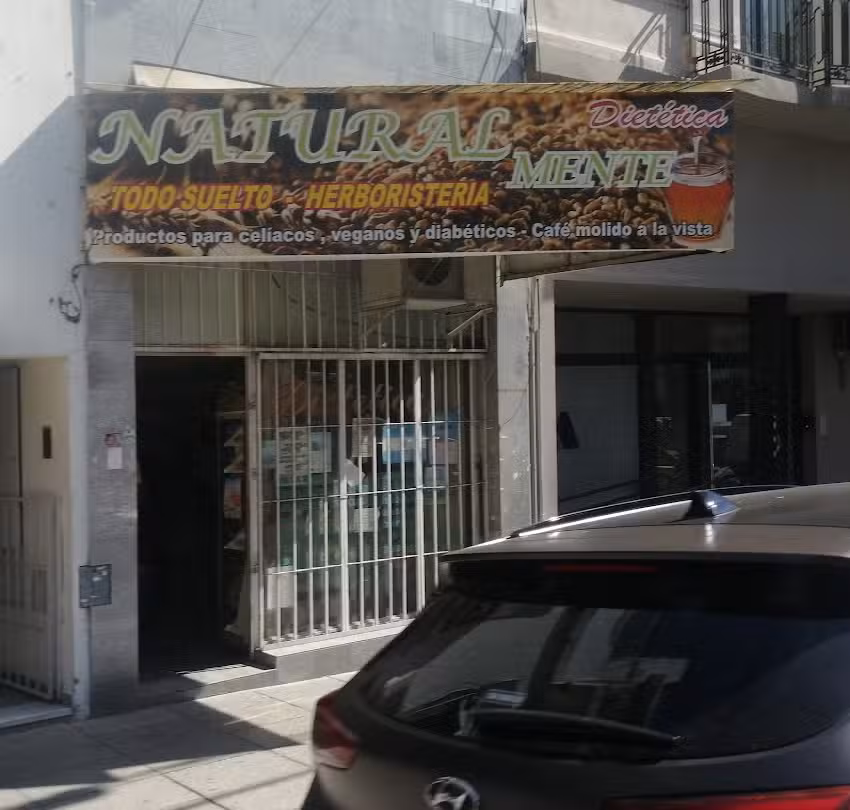 Dietética
NATURAL
MENTE
TODO SUELTO - HERBORISTERIA
Productos para celíacos , veganos y diabéticos - Café molido a la vista